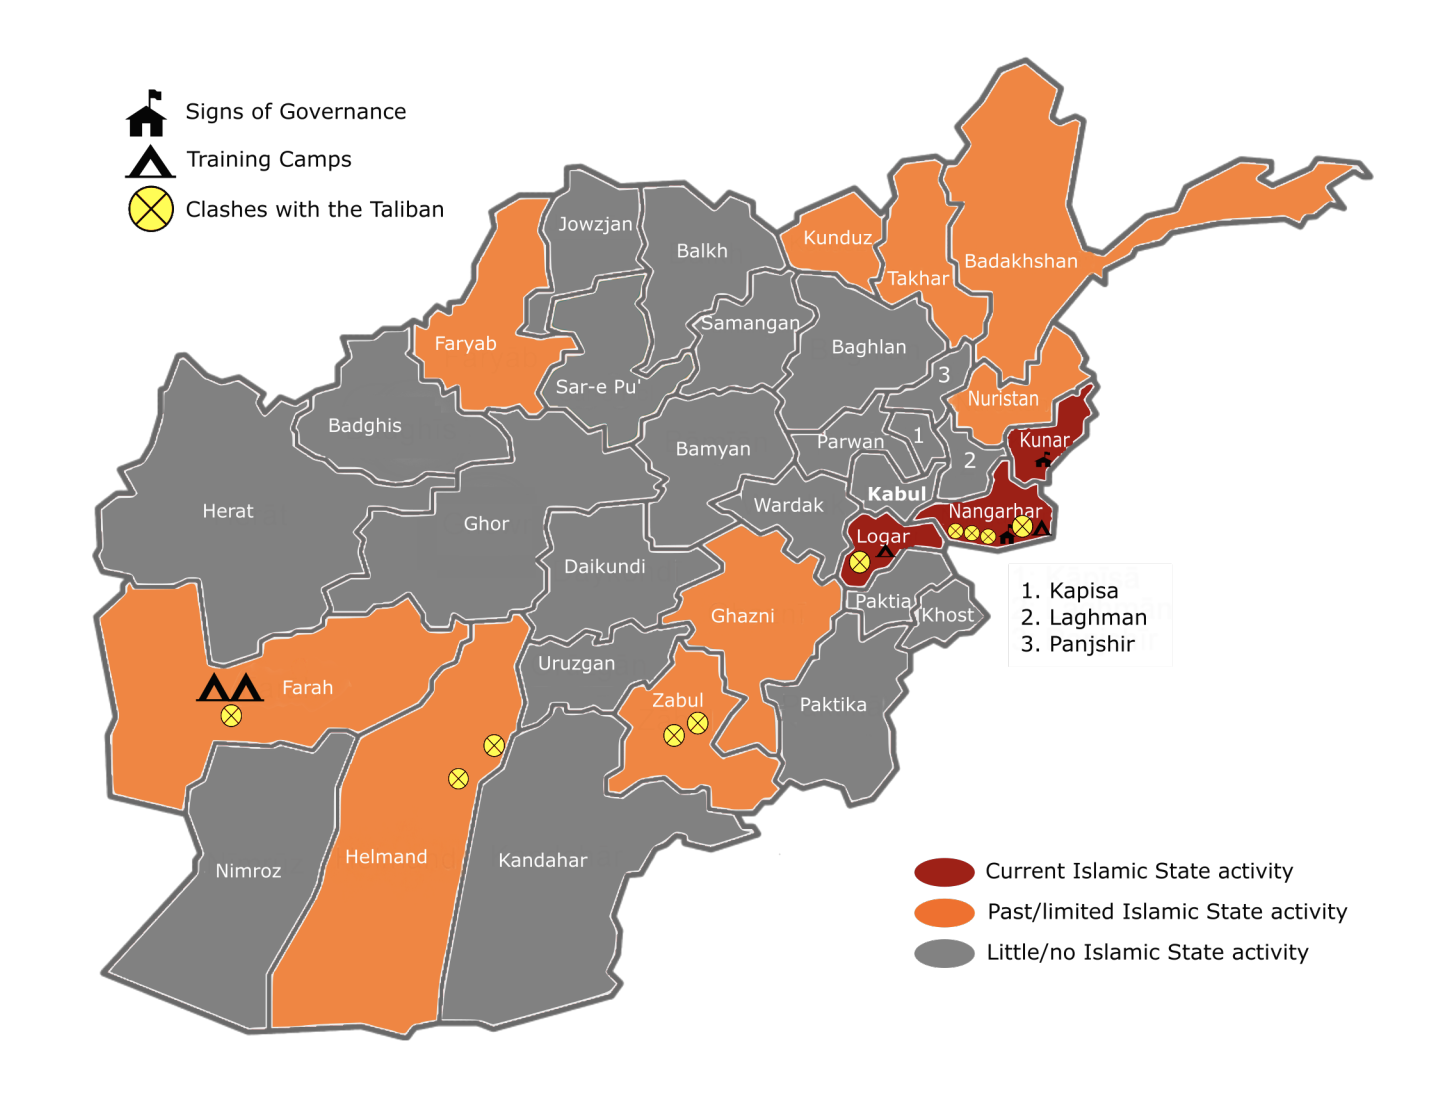 Signs of Governance
Training Camps
Clashes with the Taliban
Jowzjan
Balkh
Kunduz
Takhar
Badakhshan
Faryab
Samangan
Baghlan
3
Sar-e Pu'
Nuristan
Badghis
Bamyan
Parwan
1
2
Kunar
Herat
Ghor
Wardak
Kabul
Nangarhar
Logar
Daikundi
Ghazni
Paktia
Khost
1. Kapisa
2. Laghman
3. Panjshir
Uruzgan
Farah
Zabul
Paktika
Nimroz
Helmand
Kandahar
Current Islamic State activity
Past/limited Islamic State activity
Little/no Islamic State activity